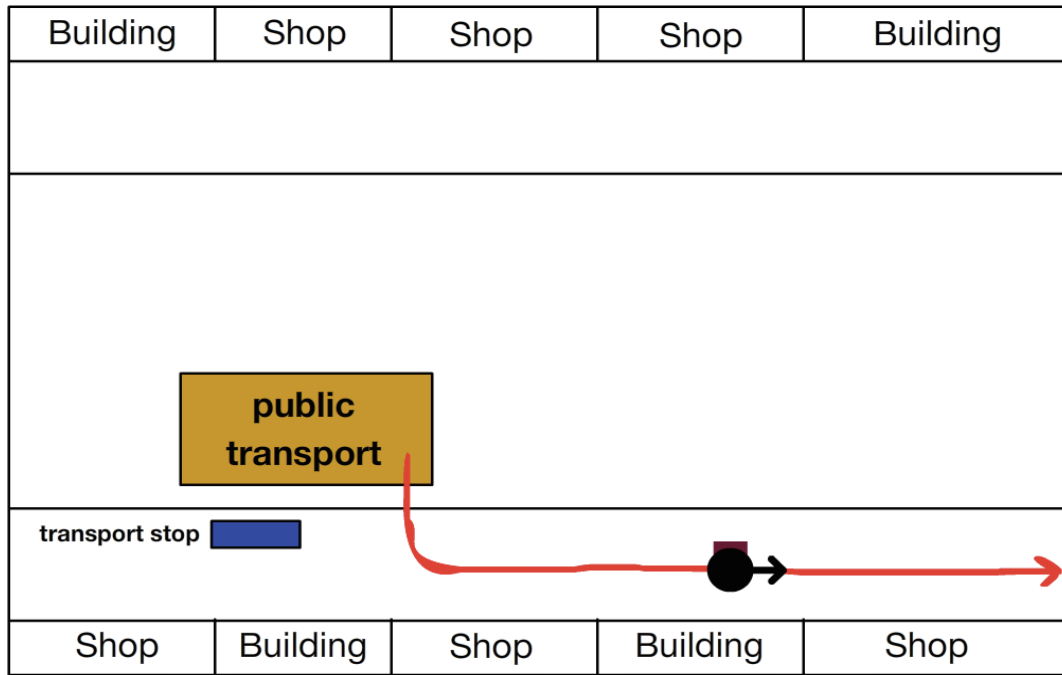 Building
Shop
Shop
Shop
Building
public
transport
transport stop
Shop
Building
Shop
Building
Shop